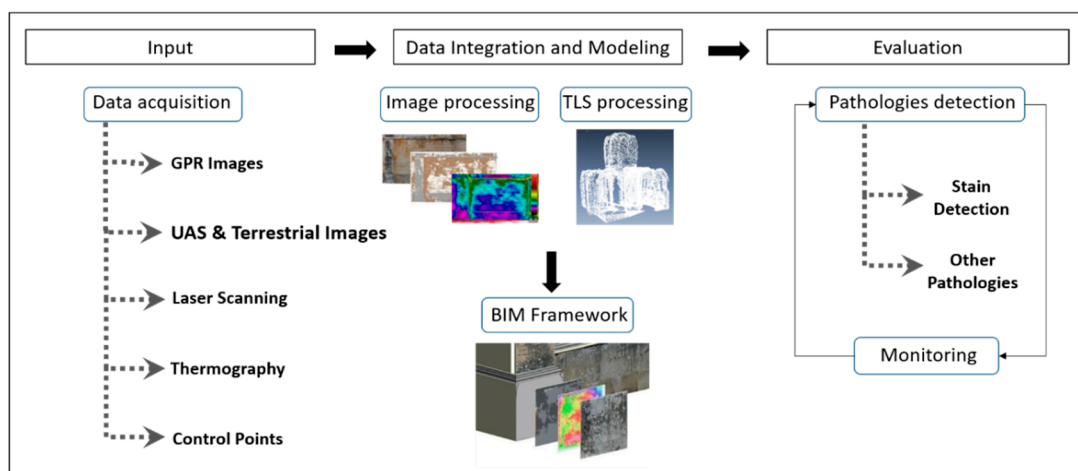 Input
Data Integration and Modeling
Evaluation
Data acquisition
GPR Images
UAS & Terrestrial Images
Laser Scanning
Thermography
Control Points
Image processing
TLS processing
BIM Framework
Pathologies detection
Stain
Detection
Other
Pathologies
Monitoring